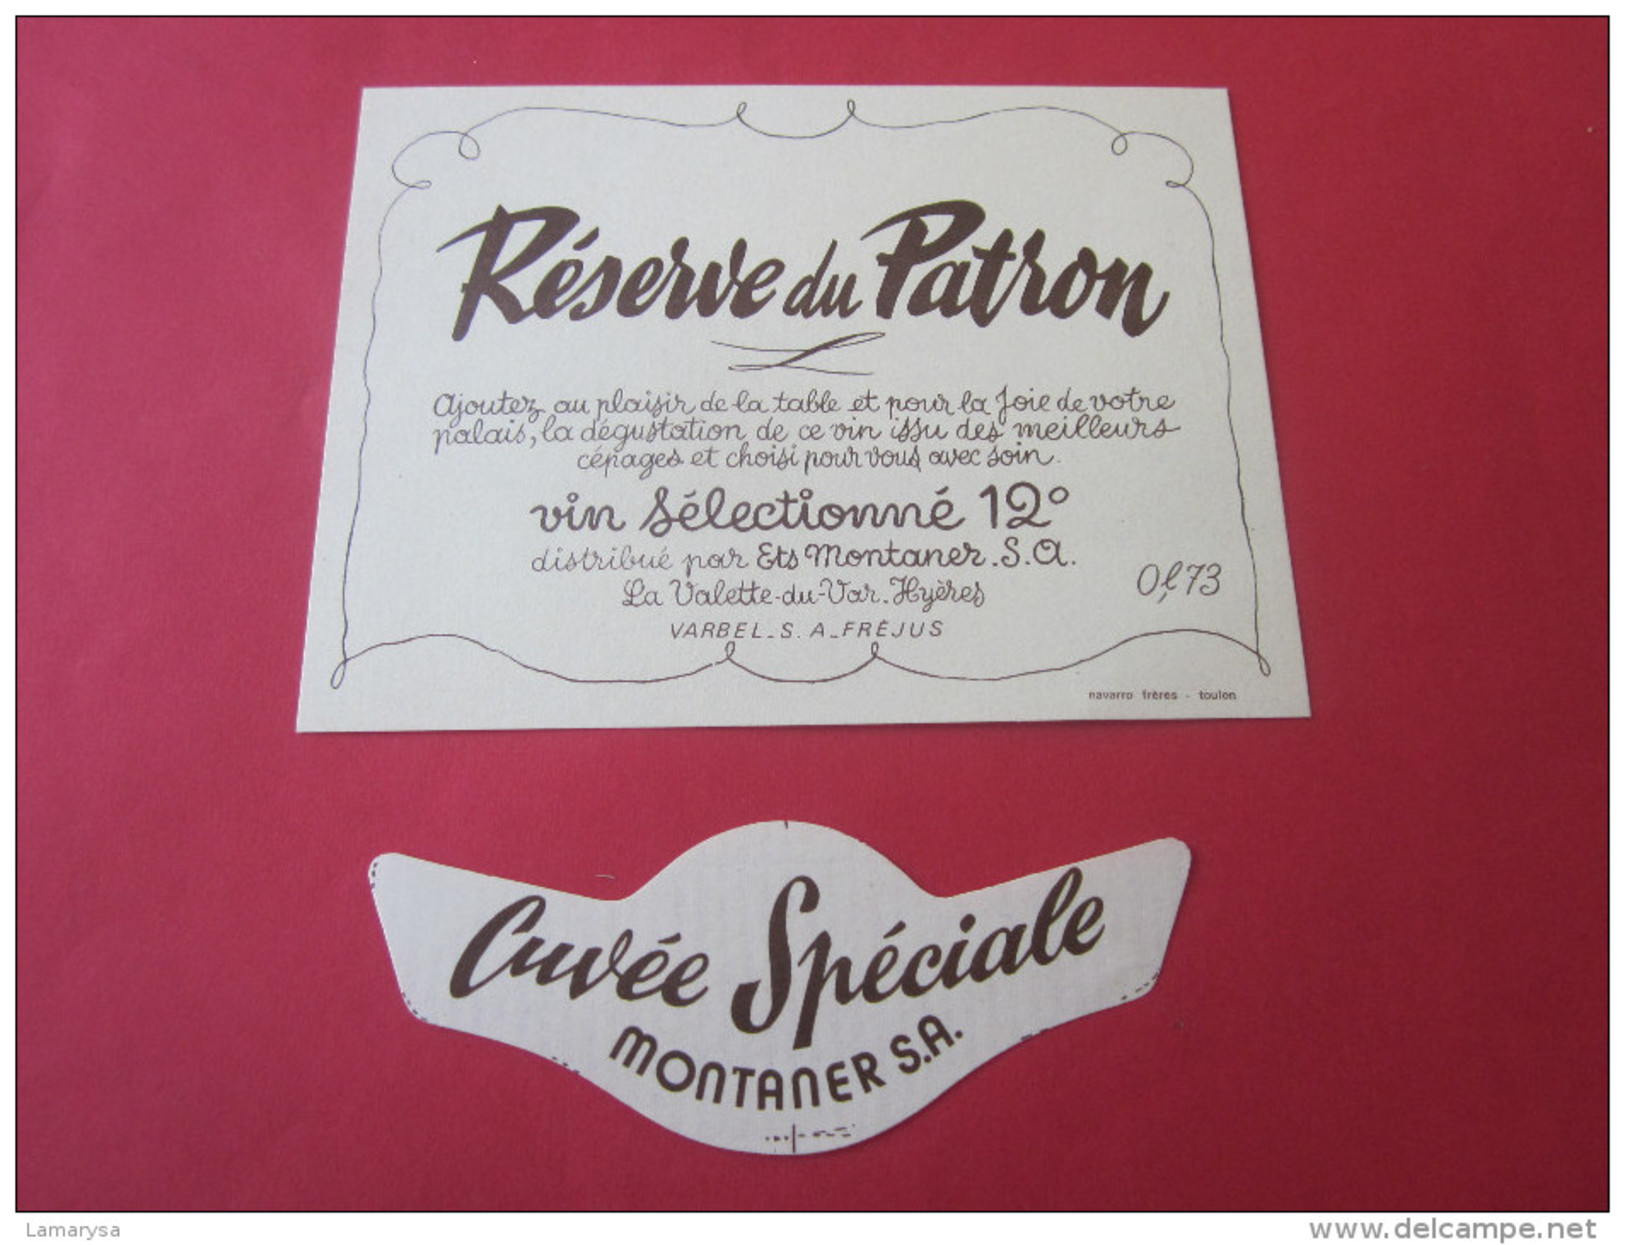 Réserve du Patron
Ajoutez au plaisir de la table et pour la Joie de votre
palais, la dégustation de ce vin issu des meilleurs
cépages et choisi pour vous avec soin.
vin sélectionné 12°
distribué par Ets Montaner.S.A.
La Valette-du-Var.Hyères
0,l73
VARBEL.S.A.FRÉJUS
navarro frères - toulon
Cuvée Spéciale
MONTANER S.A.
Lamarysa
www.delcampe.net